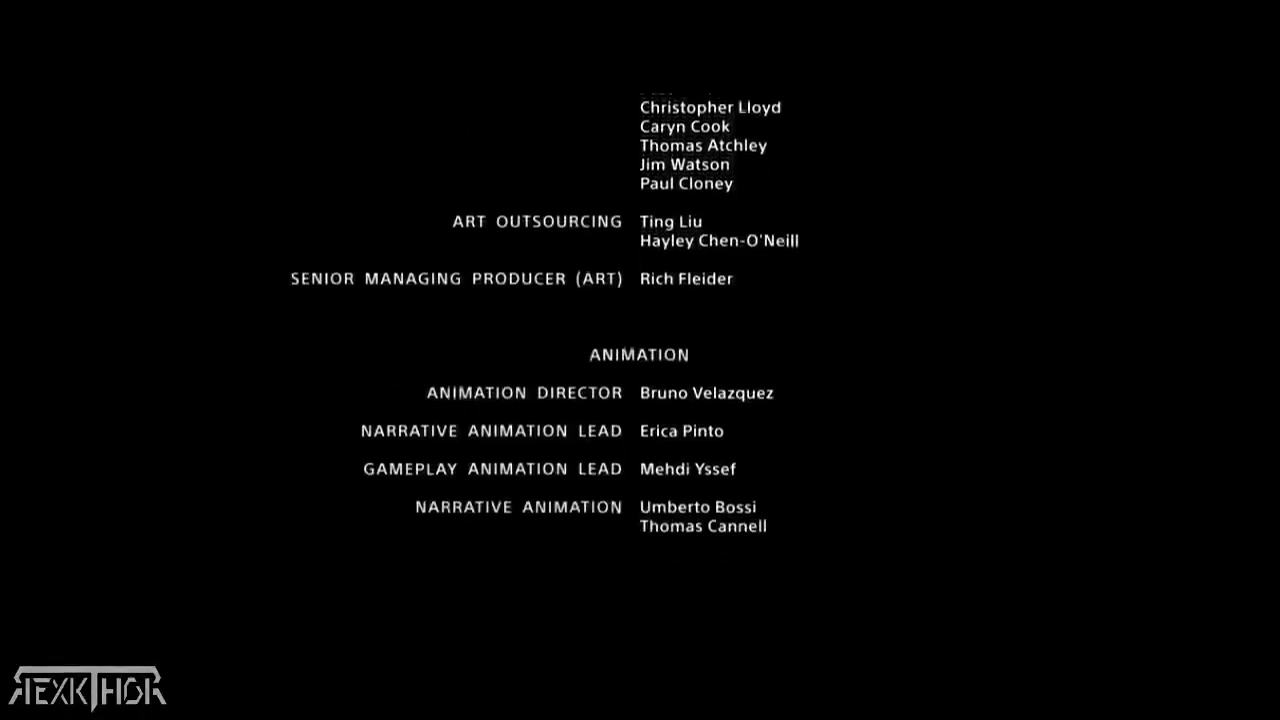 Christopher Lloyd
Caryn Cook
Thomas Atchley
Jim Watson
Paul Cloney
ART OUTSOURCING Ting Liu
Hayley Chen-O'Neill
SENIOR MANAGING PRODUCER (ART) Rich Fleider
ANIMATION
ANIMATION DIRECTOR Bruno Velazquez
NARRATIVE ANIMATION LEAD Erica Pinto
GAMEPLAY ANIMATION LEAD Mehdi Yssef
NARRATIVE ANIMATION Umberto Bossi
Thomas Cannell